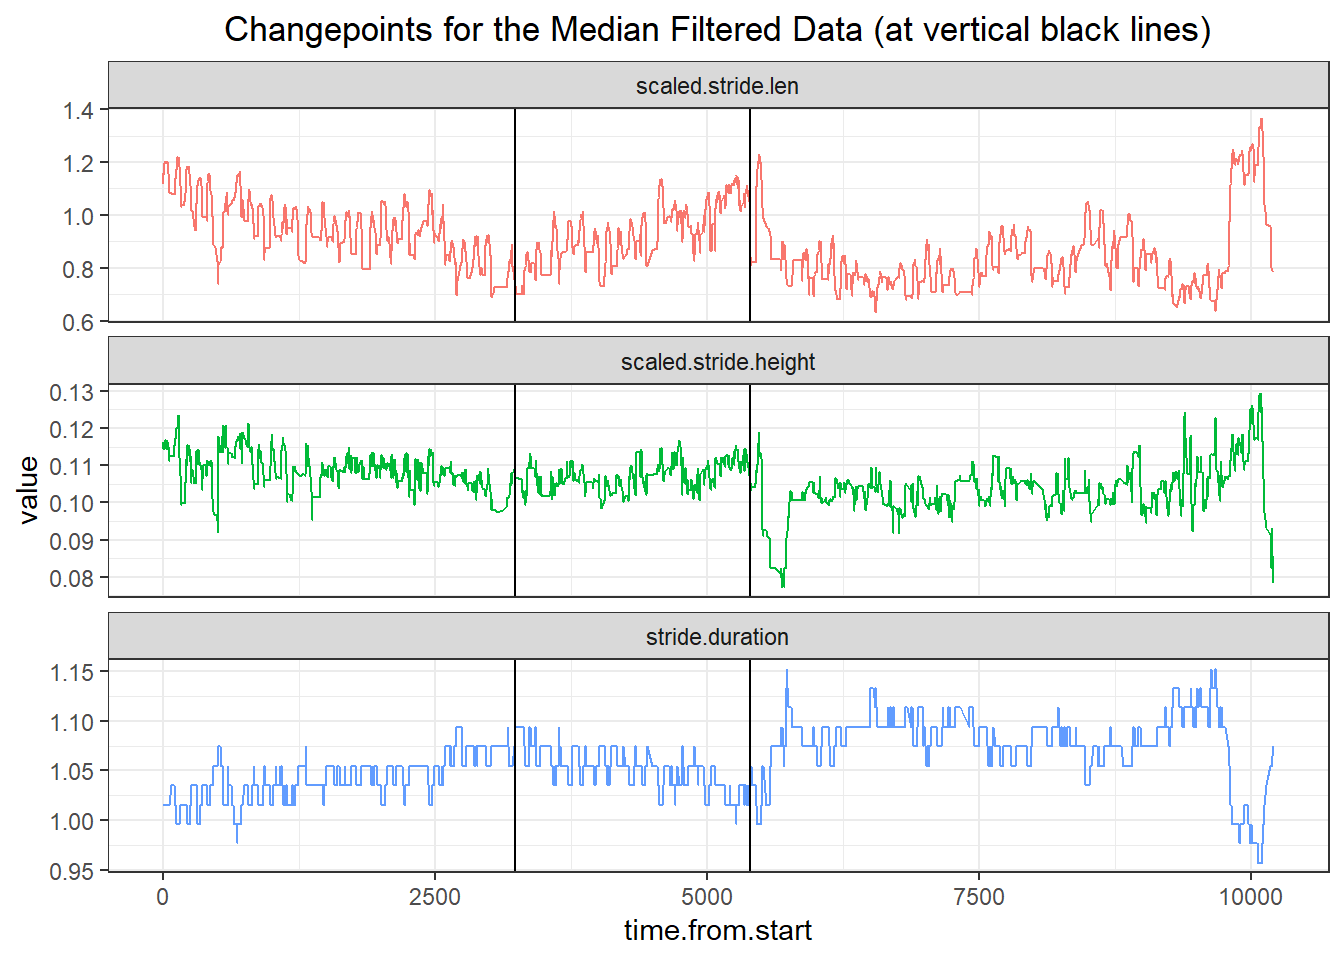 Changepoints for the Median Filtered Data (at vertical black lines)
scaled.stride.len
1.4
1.2
1.0
0.8
0.6
scaled.stride.height
0.13
0.12
0.11
0.10
0.09
0.08
value
stride.duration
1.15
1.10
1.05
1.00
0.95
0 2500 5000 7500 10000
time.from.start